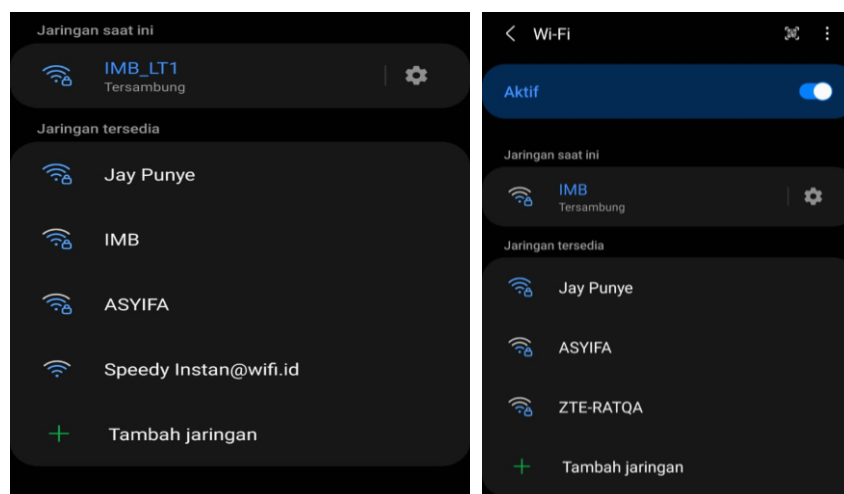 Jaringan saat ini
IMB_LT1
Tersambung
Jaringan tersedia
Jay Punye
IMB
ASYIFA
Speedy Instan@wifi.id
Tambah jaringan
Wi-Fi
Aktif
Jaringan saat ini
IMB
Tersambung
Jaringan tersedia
Jay Punye
ASYIFA
ZTE-RATQA
Tambah jaringan